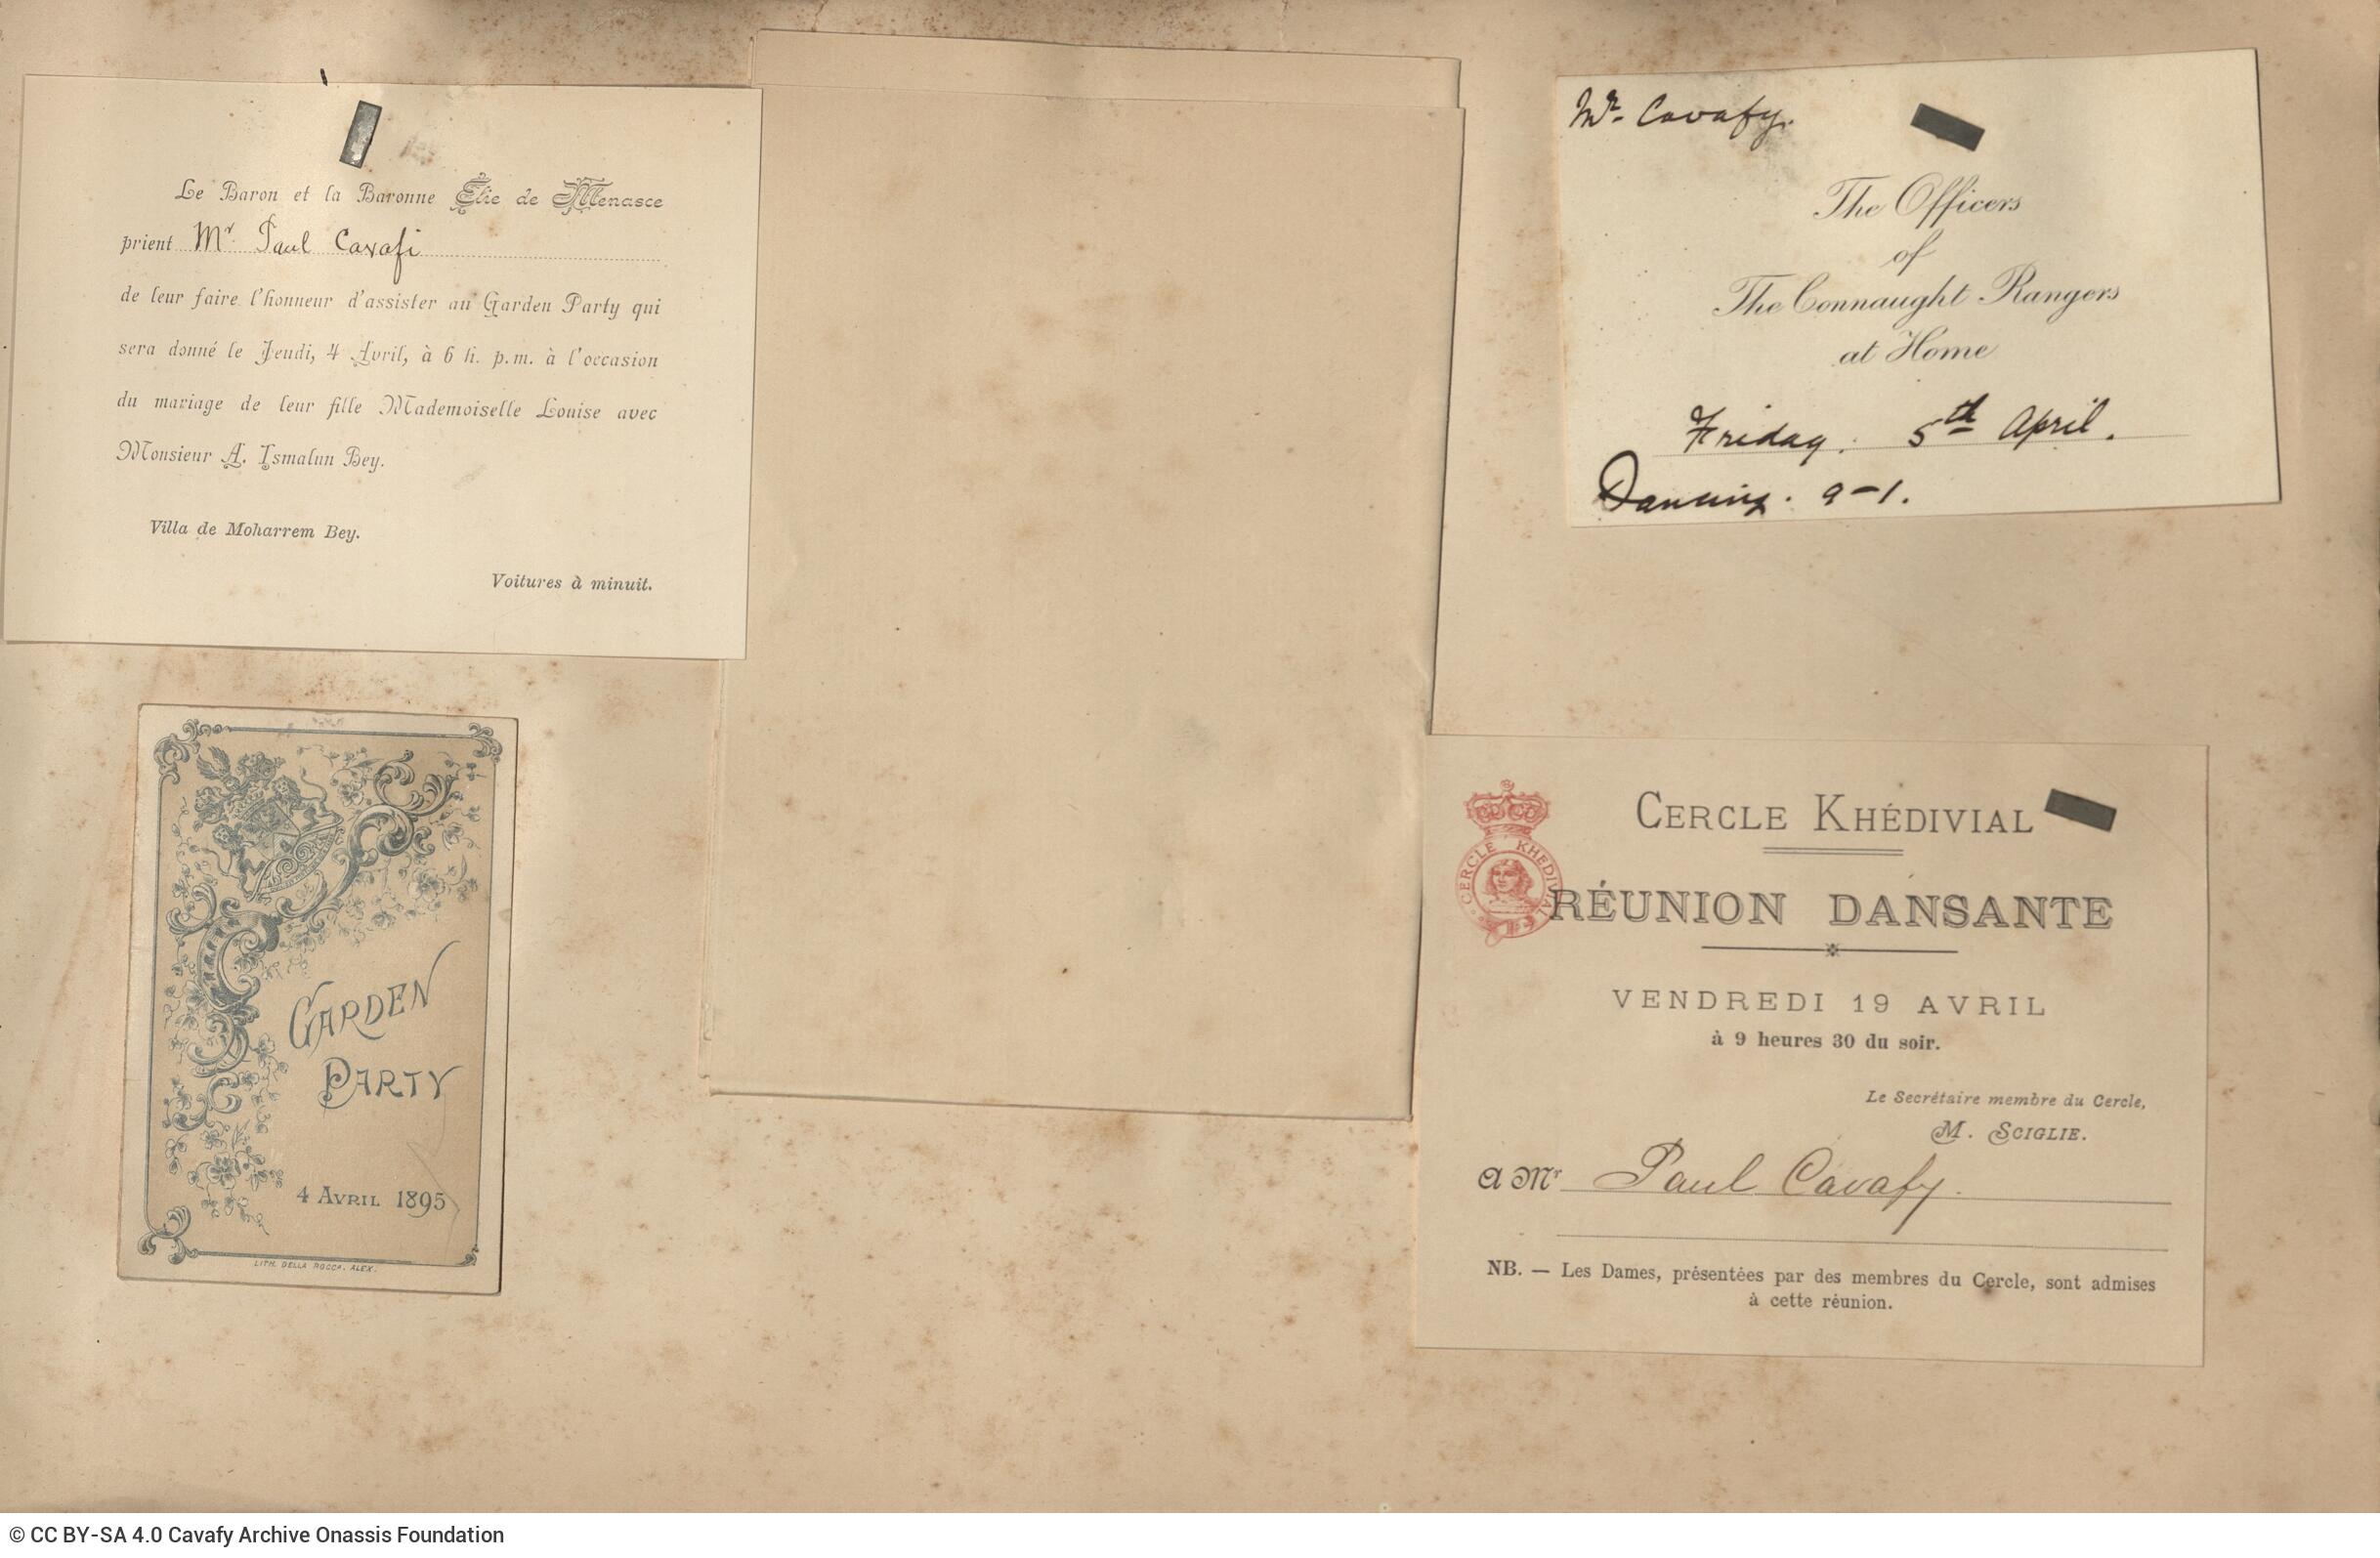 Le Baron et la Baronne Élie de Menasce
prient Mr. Paul Cavafi
de leur faire l'honneur d'assister au Garden Party qui
sera donné le Jeudi, 4 Avril, à 6 h. p.m. à l'occasion
du mariage de leur fille Mademoiselle Louise avec
Monsieur A. Ismalun Bey.
Villa de Moharrem Bey.
Voitures à minuit.
GARDEN
PARTY
4 AVRIL 1895
LITH. DELLA ROCCA. ALEX.
Mr. Cavafy.
The Officers
of
The Connaught Rangers
at Home
Friday. 5th April.
Dancing. 9-1.
CERCLE KHÉDIVIAL
CERCLE KHEDIVIAL
RÉUNION DANSANTE
VENDREDI 19 AVRIL
à 9 heures 30 du soir.
Le Secrétaire membre du Cercle,
M. SCIGLIE.
A Mr Paul Cavafy.
NB. — Les Dames, présentées par des membres du Cercle, sont admises
à cette réunion.
© CC BY-SA 4.0 Cavafy Archive Onassis Foundation